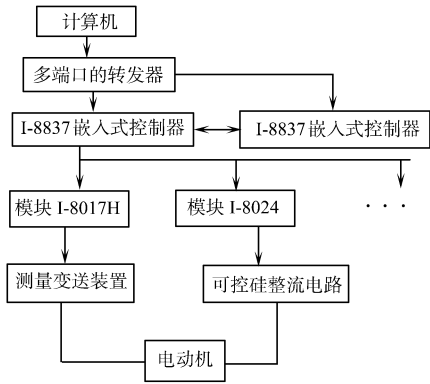 计算机
多端口的转发器
I-8837嵌入式控制器
I-8837嵌入式控制器
模块 I-8017H
模块 I-8024
· · ·
测量变送装置
可控硅整流电路
电动机